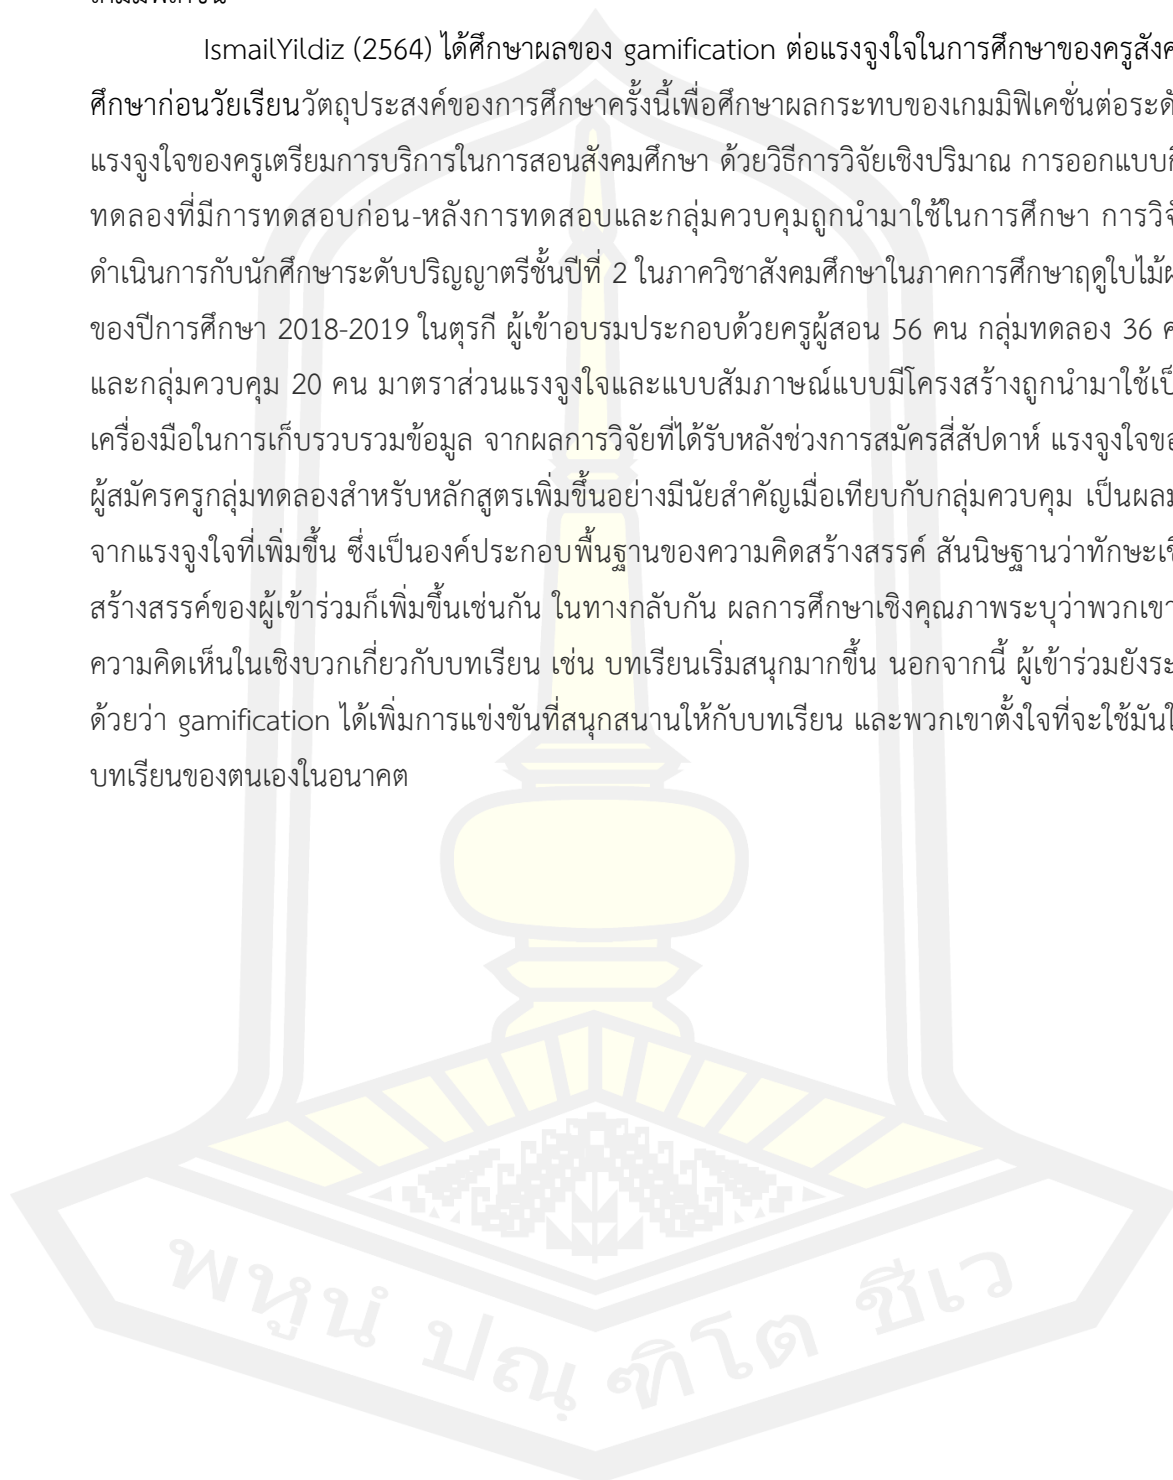 IsmailYildiz (2564) ได้ศึกษาผลของ gamification ต่อแรงจูงใจในการศึกษาของครูสังค
ศึกษาก่อนวัยเรียนวัตถุประสงค์ของการศึกษาครั้งนี้เพื่อศึกษาผลกระทบของเกมมิฟิเคชั่นต่อระดั
แรงจูงใจของครูเตรียมการบริการในการสอนสังคมศึกษา ด้วยวิธีการวิจัยเชิงปริมาณ การออกแบบกึ
ทดลองที่มีการทดสอบก่อน-หลังการทดสอบและกลุ่มควบคุมถูกนำมาใช้ในการศึกษา การวิจั
ดำเนินการกับนักศึกษาระดับปริญญาตรีชั้นปีที่ 2 ในภาควิชาสังคมศึกษาในภาคการศึกษาฤดูใบไม้ผ
ของปีการศึกษา 2018-2019 ในตุรกี ผู้เข้าอบรมประกอบด้วยครูผู้สอน 56 คน กลุ่มทดลอง 36 ค
และกลุ่มควบคุม 20 คน มาตราส่วนแรงจูงใจและแบบสัมภาษณ์แบบมีโครงสร้างถูกนำมาใช้เป็
เครื่องมือในการเก็บรวบรวมข้อมูล จากผลการวิจัยที่ได้รับหลังช่วงการสมัครสี่สัปดาห์ แรงจูงใจขอ
ผู้สมัครครูกลุ่มทดลองสำหรับหลักสูตรเพิ่มขึ้นอย่างมีนัยสำคัญเมื่อเทียบกับกลุ่มควบคุม เป็นผลม
จากแรงจูงใจที่เพิ่มขึ้น ซึ่งเป็นองค์ประกอบพื้นฐานของความคิดสร้างสรรค์ สันนิษฐานว่าทักษะเชิ
สร้างสรรค์ของผู้เข้าร่วมก็เพิ่มขึ้นเช่นกัน ในทางกลับกัน ผลการศึกษาเชิงคุณภาพระบุว่าพวกเขา
ความคิดเห็นในเชิงบวกเกี่ยวกับบทเรียน เช่น บทเรียนเริ่มสนุกมากขึ้น นอกจากนี้ ผู้เข้าร่วมยังระ
ด้วยว่า gamification ได้เพิ่มการแข่งขันที่สนุกสนานให้กับบทเรียน และพวกเขาตั้งใจที่จะใช้มันใ
บทเรียนของตนเองในอนาคต
พหูนํ ปณฺฑิโต ชีเว